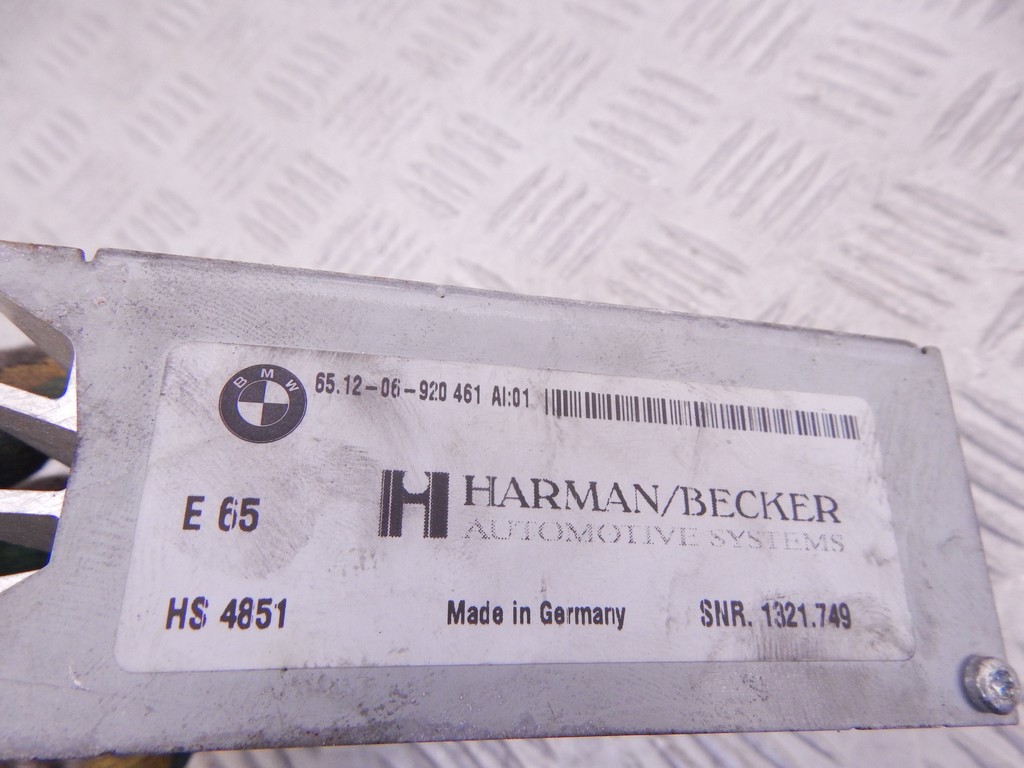 BMW
65.12-06-920 461 AI:01
HARMAN/BECKER
AUTOMOTIVE SYSTEMS
E 65
HS 4851
Made in Germany
SNR. 1321.749